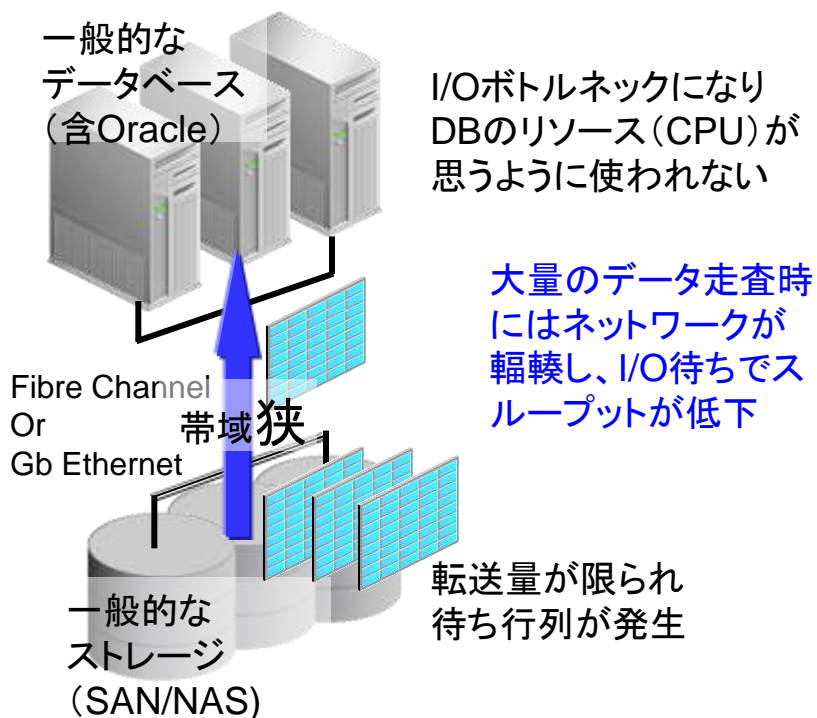 一般的な
データベース
（含Oracle）
I/Oボトルネックになり
DBのリソース（CPU）が
思うように使われない
大量のデータ走査時
にはネットワークが
輻輳し、I/O待ちでス
ループットが低下
Fibre Channel
Or
Gb Ethernet
帯域狭
転送量が限られ
待ち行列が発生
一般的な
ストレージ
（SAN/NAS)